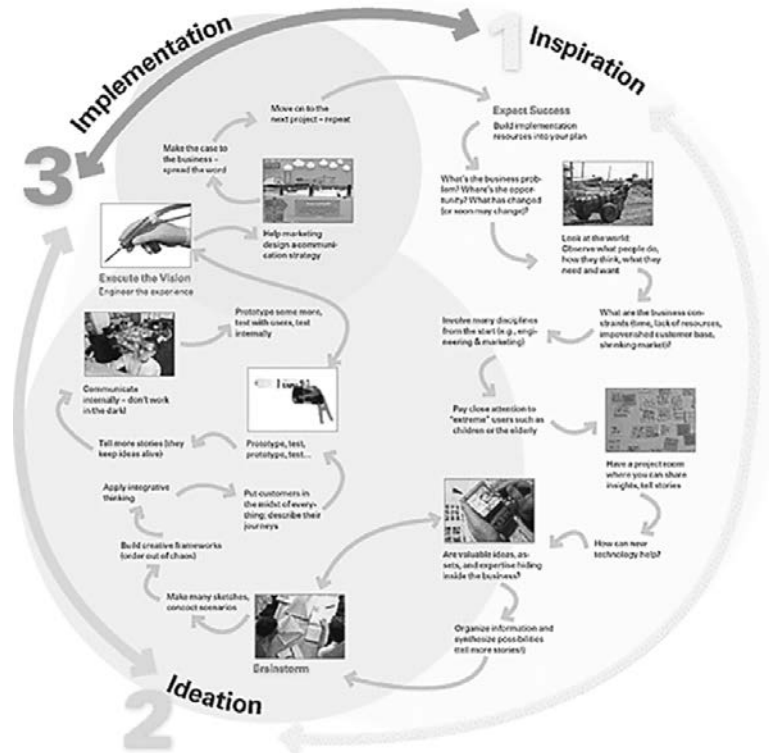 1
Inspiration
Expect Success
Build implementation
resources into your plan
What's the business prob-
lem? Where's the oppor-
tunity? What has changed
(or soon may change)?
Look at the world:
Observe what people do,
how they think, what they
need and want
What are the business con-
straints (time, lack of resources,
impoverished customer base,
shrinking market)?
Involve many disciplines
from the start (e.g., engi-
neering & marketing)
Pay close attention to
"extreme" users such as
children or the elderly
Have a project room
where you can share
insights, tell stories
How can new
technology help?
Are valuable ideas, as-
sets, and expertise hiding
inside the business?
Organize information and
synthesize possibilities
(tell more stories!)
2
Ideation
Brainstorm
Make many sketches,
concoct scenarios
Build creative frameworks
(order out of chaos)
Apply integrative
thinking
Put customers in
the midst of every-
thing; describe their
journeys
Prototype, test,
prototype, test...
Tell more stories (they
keep ideas alive)
Communicate
internally – don't work
in the dark!
Prototype some more,
test with users, test
internally
3
Implementation
Execute the Vision
Engineer the experience
Help marketing
design a communi-
cation strategy
Make the case to
the business –
spread the word
Move on to the
next project – repeat